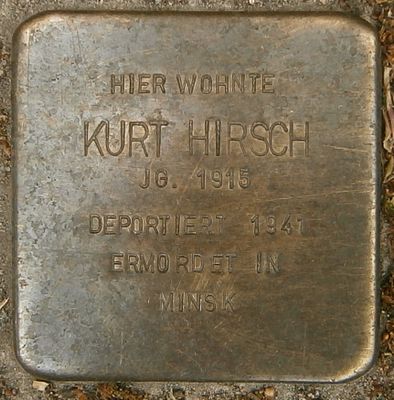 HIER WOHNTE
KURT HIRSCH
JG. 1915
DEPORTIERT 1941
ERMORDET IN
MINSK